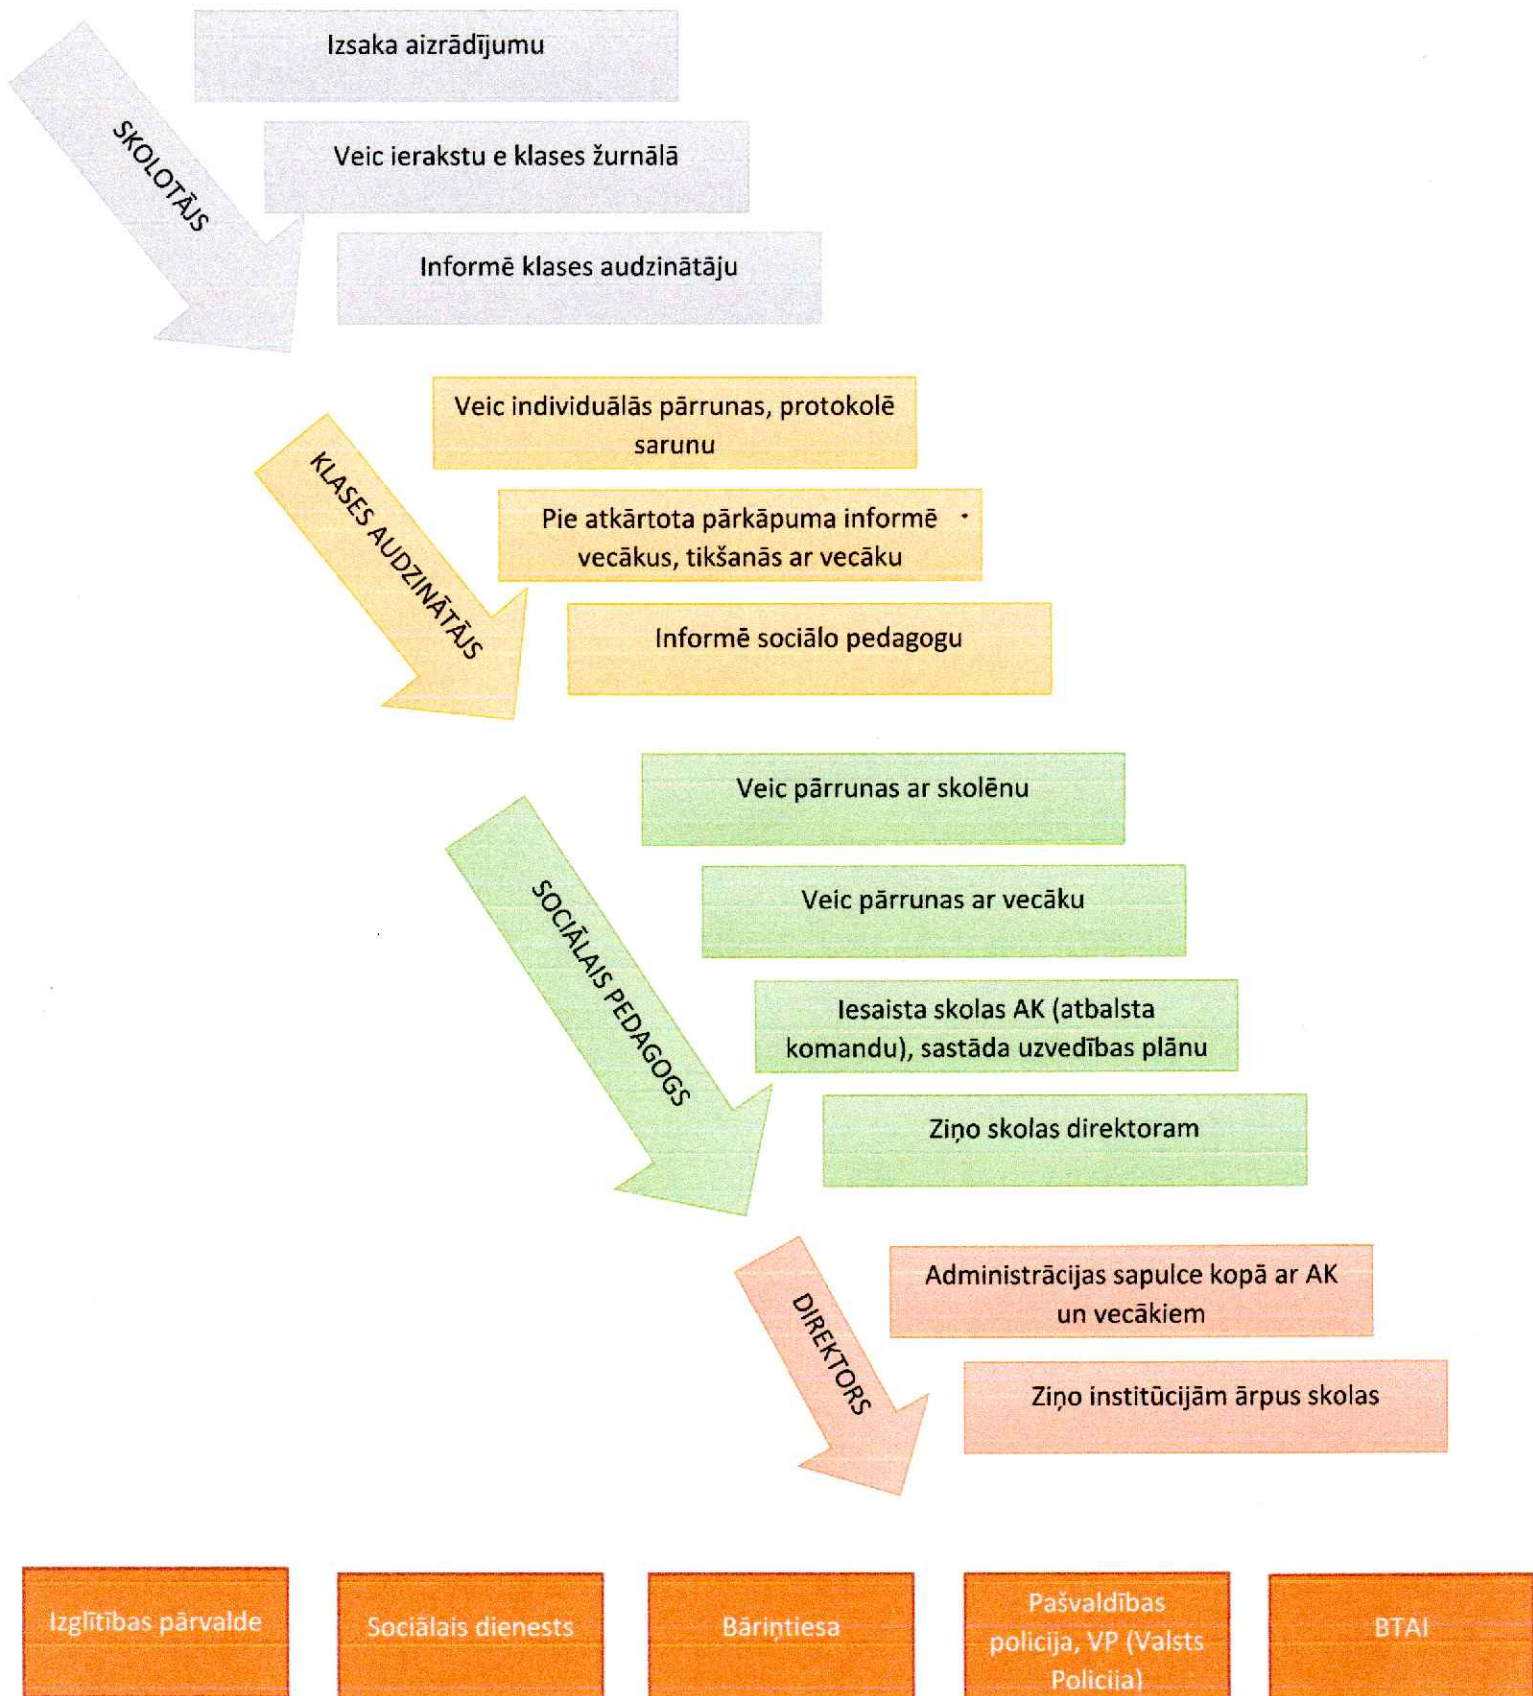 Izsaka aizrādījumu
Veic ierakstu e klases žurnālā
SKOLOTĀJS
Informē klases audzinātāju
Veic individuālās pārrunas, protokolē
sarunu
KLASES AUDZINĀTĀJS
Pie atkārtota pārkāpuma informē
vecākus, tikšanās ar vecāku
Informē sociālo pedagogu
Veic pārrunas ar skolēnu
SOCIĀLAIS PEDAGOGS
Veic pārrunas ar vecāku
Iesaista skolas AK (atbalsta
komandu), sastāda uzvedības plānu
Ziņo skolas direktoram
DIREKTORS
Administrācijas sapulce kopā ar AK
un vecākiem
Ziņo institūcijām ārpus skolas
Izglītības pārvalde
Sociālais dienests
Bāriņtiesa
Pašvaldības
policija, VP (Valsts
Policija)
BTAI